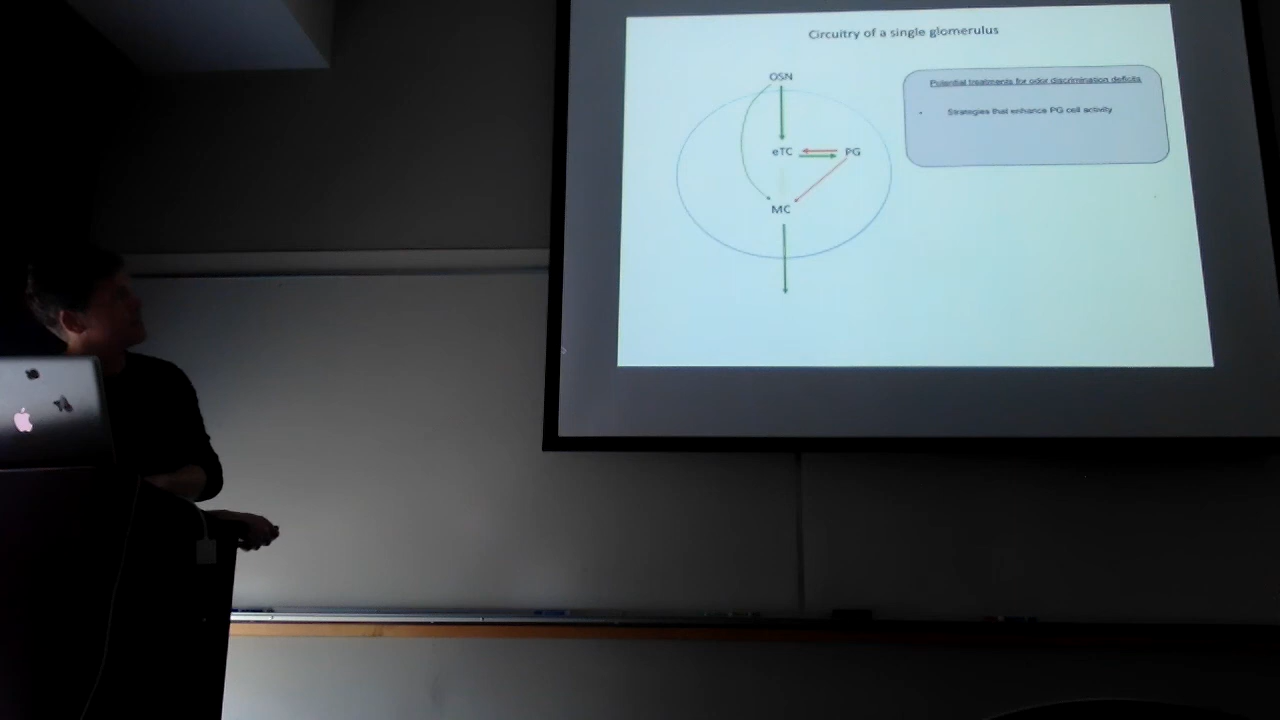 Circuitry of a single glomerulus
OSN
Potential treatments for odor discrimination deficits
• Strategies that enhance PG cell activity
eTC
PG
MC